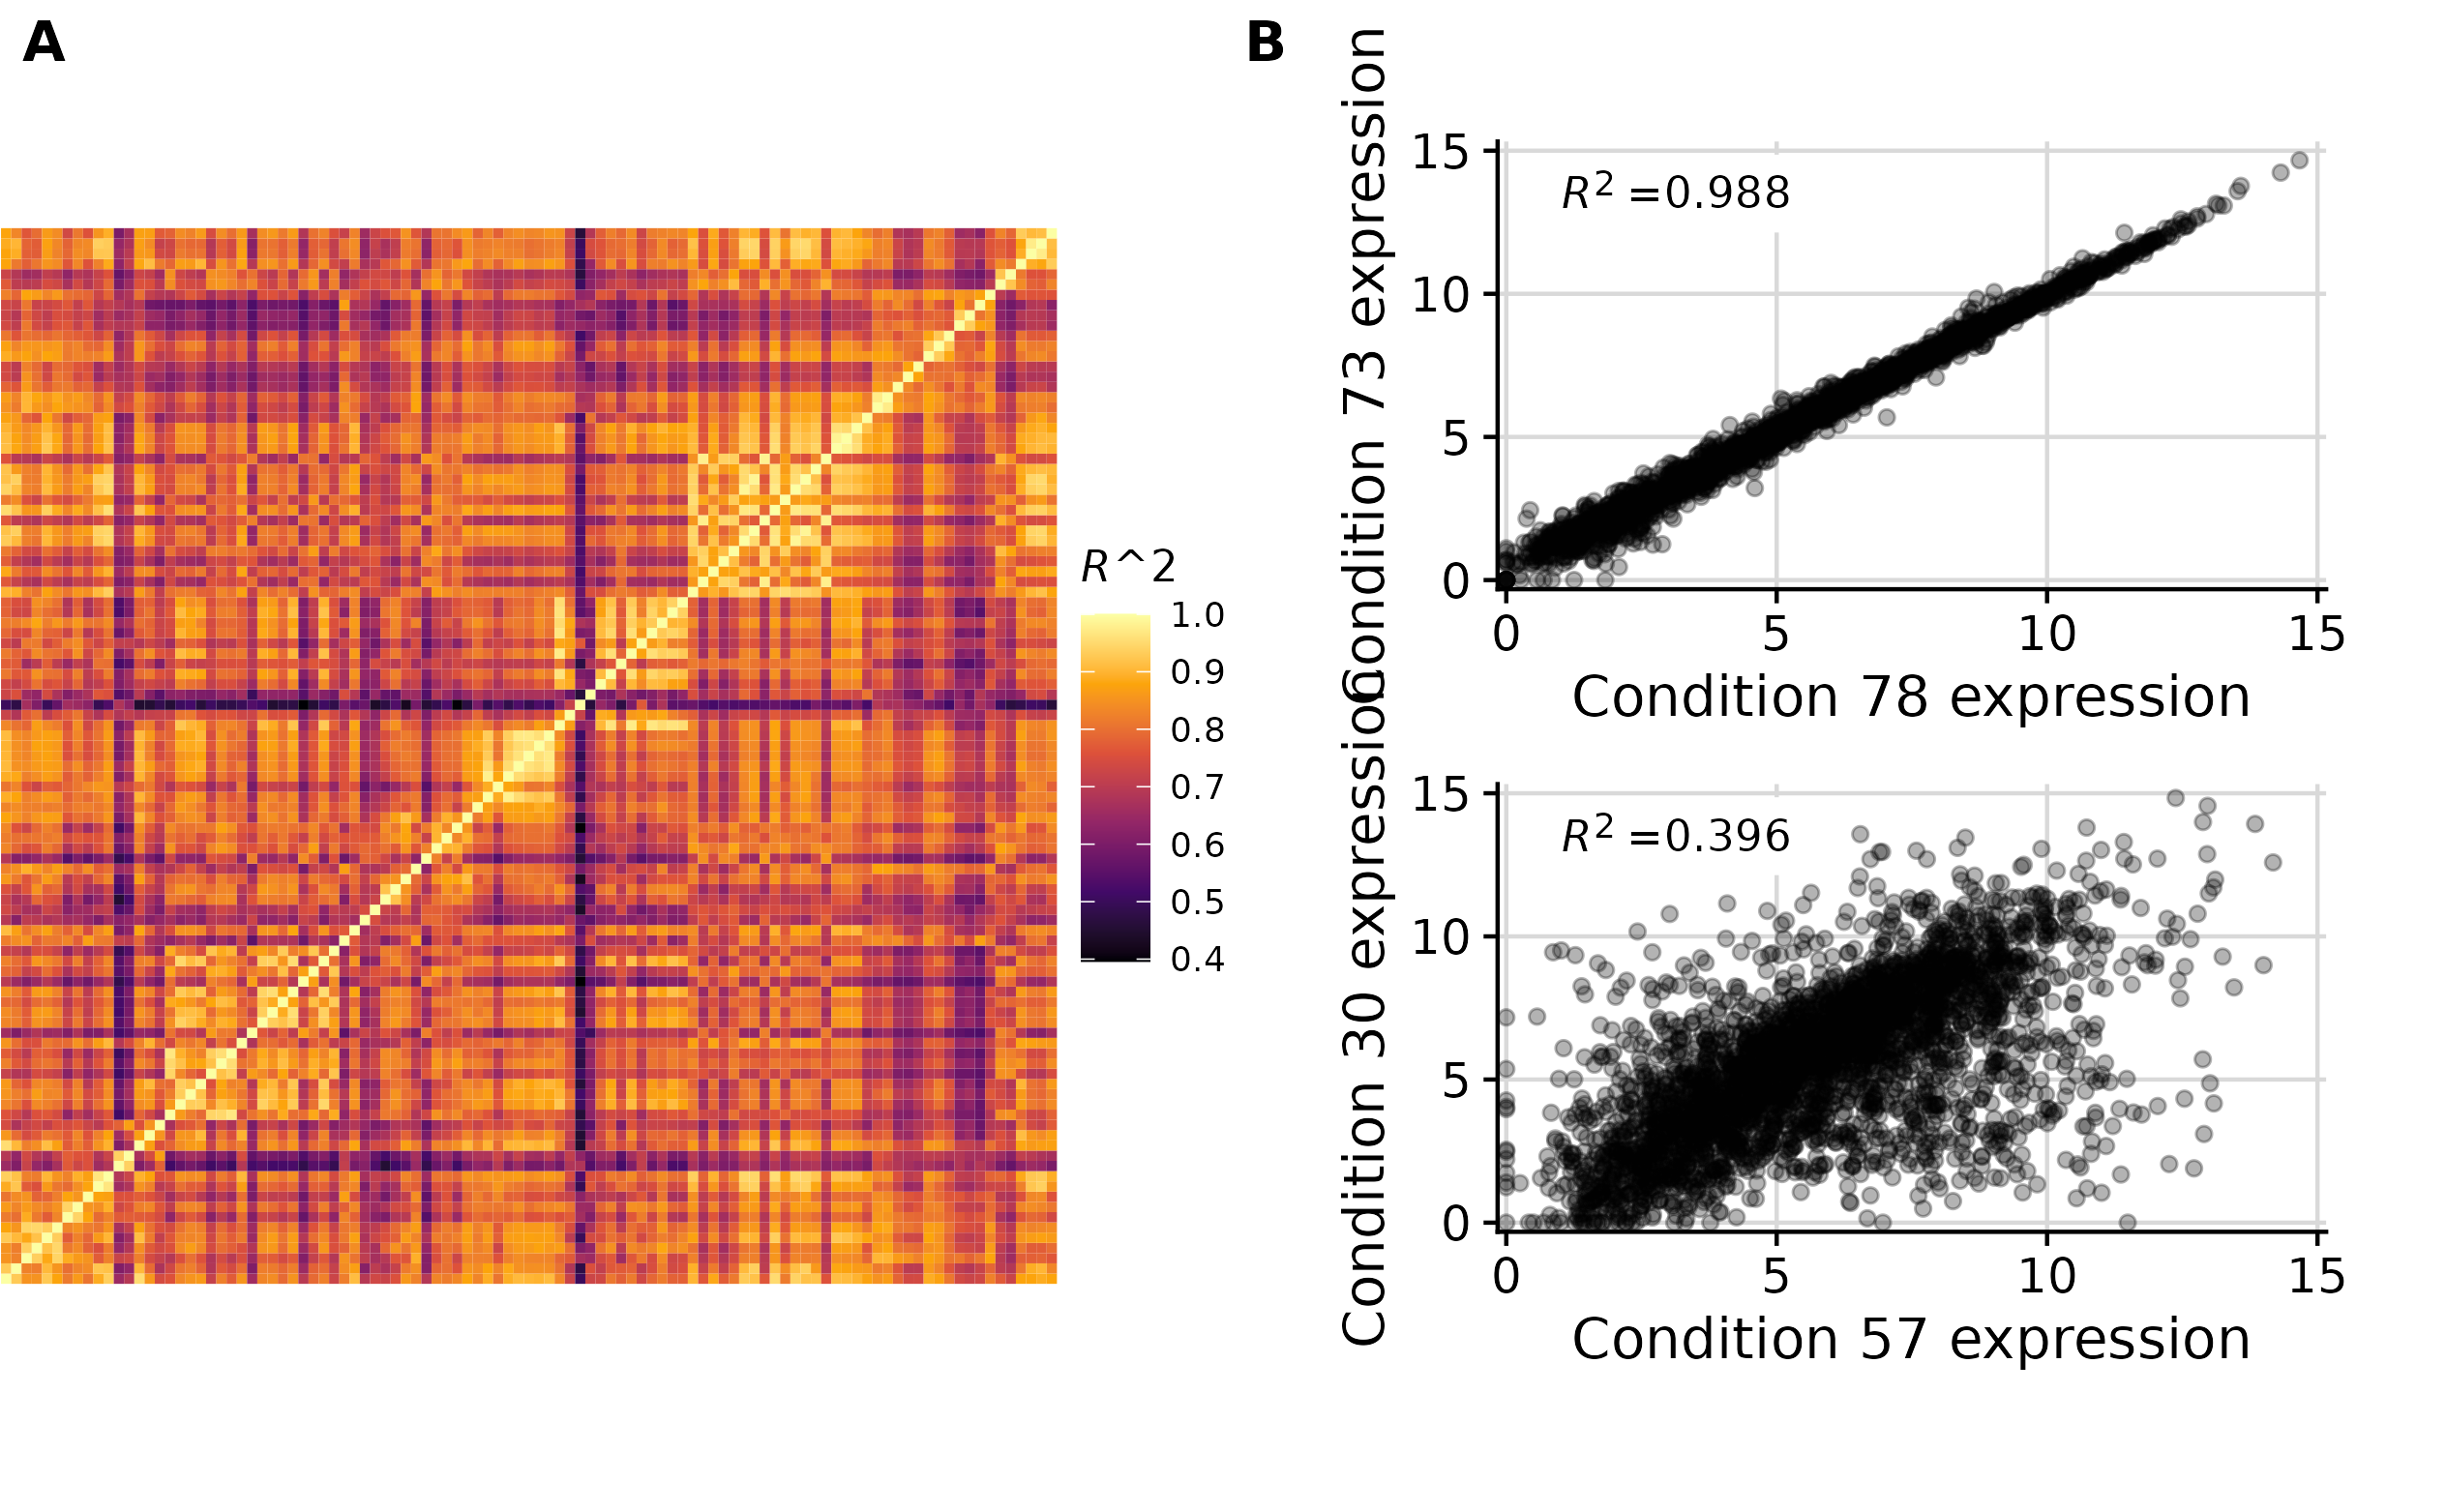 A
R^2
1.0
0.9
0.8
0.7
0.6
0.5
0.4
B
Condition 73 expression
15
10
5
0
R² =0.988
0
5
10
15
Condition 78 expression
Condition 30 expression
15
10
5
0
R² =0.396
0
5
10
15
Condition 57 expression